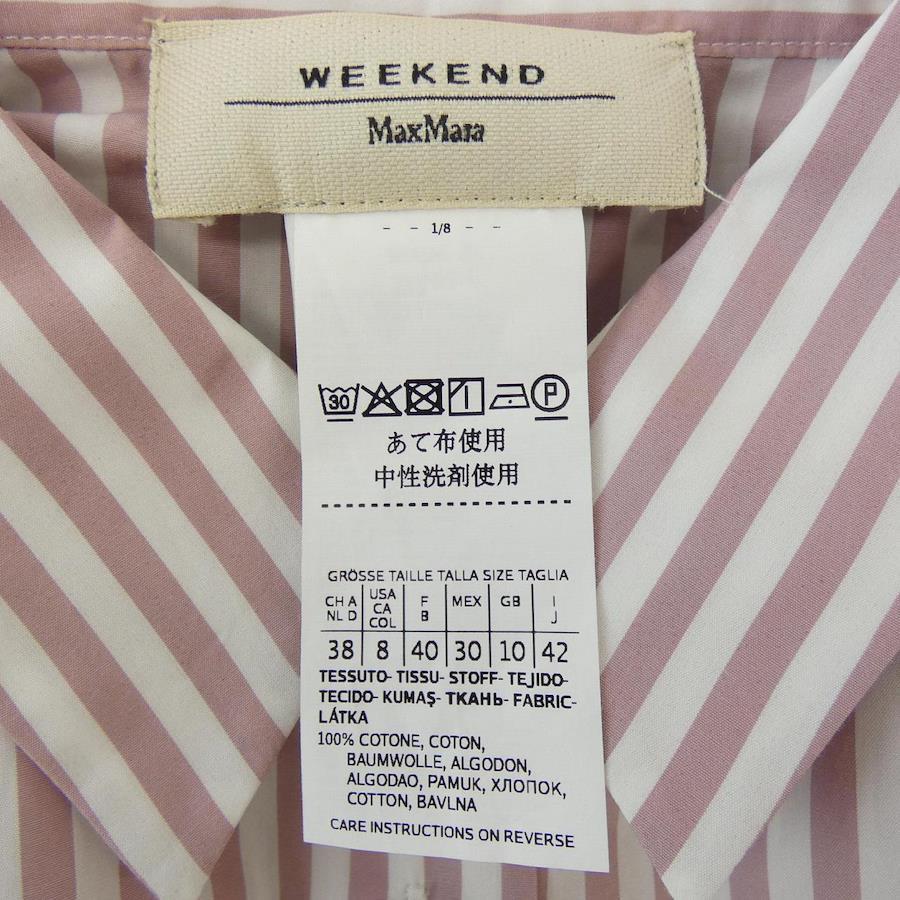 WEEKEND
MaxMara
- - 1/8 - -
30 P
あて布使用
中性洗剤使用
GRÖSSE TAILLE TALLA SIZE TAGLIA
CH A NL D USA CA COL F B MEX GB I J
38 8 40 30 10 42
TESSUTO- TISSU- STOFF- TEJIDO-
TECIDO- KUMAŞ- ТКАНЬ- FABRIC-
LÁTKA
100% COTONE, COTON,
BAUMWOLLE, ALGODON,
ALGODAO, PAMUK, ХЛОПОК,
COTTON, BAVLNA
CARE INSTRUCTIONS ON REVERSE